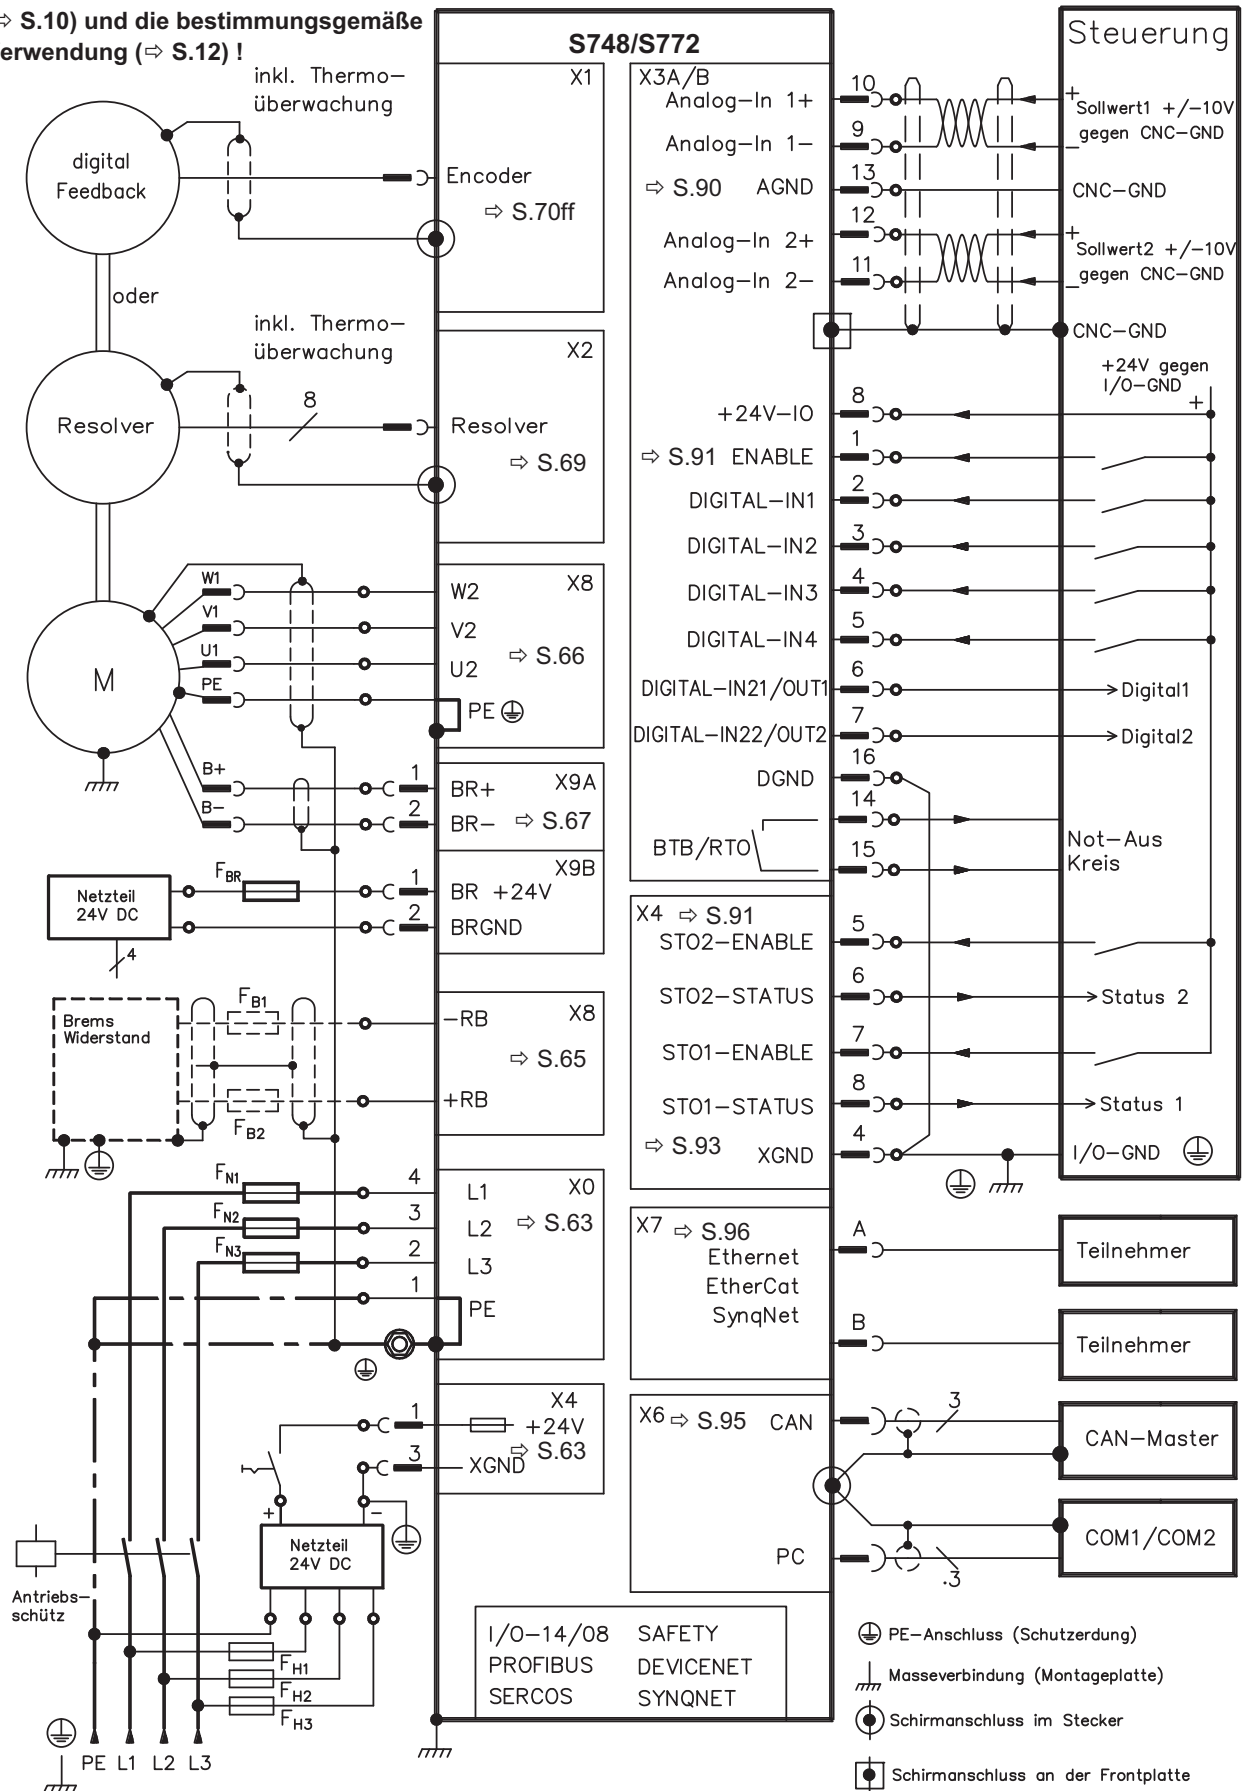 ⇨ S.10) und die bestimmungsgemäße
erwendung (⇨ S.12) !
S748/S772
Steuerung
inkl. Thermo-
überwachung
digital
Feedback
X1
Encoder
⇨ S.70ff
oder
inkl. Thermo-
überwachung
Resolver
8
X2
Resolver
⇨ S.69
M
W1
V1
U1
PE
X8
W2
V2
U2
⇨ S.66
PE
B+
B-
1
2
X9A
BR+
BR-
⇨ S.67
Netzteil
24V DC
4
FBR
1
2
X9B
BR +24V
BRGND
Brems
Widerstand
FB1
FB2
X8
-RB
⇨ S.65
+RB
FN1
FN2
FN3
4
3
2
1
X0
L1
L2
⇨ S.63
L3
PE
1
3
X4
+24V
⇨ S.63
XGND
+
-
Netzteil
24V DC
Antriebs-
schütz
FH1
FH2
FH3
PE L1 L2 L3
X3A/B
Analog-In 1+
10
+
Sollwert1 +/-10V
gegen CNC-GND
Analog-In 1-
9
-
⇨ S.90 AGND
13
CNC-GND
Analog-In 2+
12
+
Sollwert2 +/-10V
gegen CNC-GND
Analog-In 2-
11
-
CNC-GND
+24V gegen
I/O-GND
+
+24V-IO
8
⇨ S.91 ENABLE
1
DIGITAL-IN1
2
DIGITAL-IN2
3
DIGITAL-IN3
4
DIGITAL-IN4
5
DIGITAL-IN21/OUT1
6
Digital1
DIGITAL-IN22/OUT2
7
Digital2
DGND
16
BTB/RTO
14
15
Not-Aus
Kreis
X4 ⇨ S.91
STO2-ENABLE
5
STO2-STATUS
6
Status 2
STO1-ENABLE
7
STO1-STATUS
8
Status 1
⇨ S.93
XGND
4
I/O-GND
X7 ⇨ S.96
Ethernet
EtherCat
SynqNet
A
Teilnehmer
B
Teilnehmer
X6 ⇨ S.95 CAN
3
CAN-Master
PC
.3
COM1/COM2
I/O-14/08 SAFETY
PROFIBUS DEVICENET
SERCOS SYNQNET
PE-Anschluss (Schutzerdung)
Masseverbindung (Montageplatte)
Schirmanschluss im Stecker
Schirmanschluss an der Frontplatte